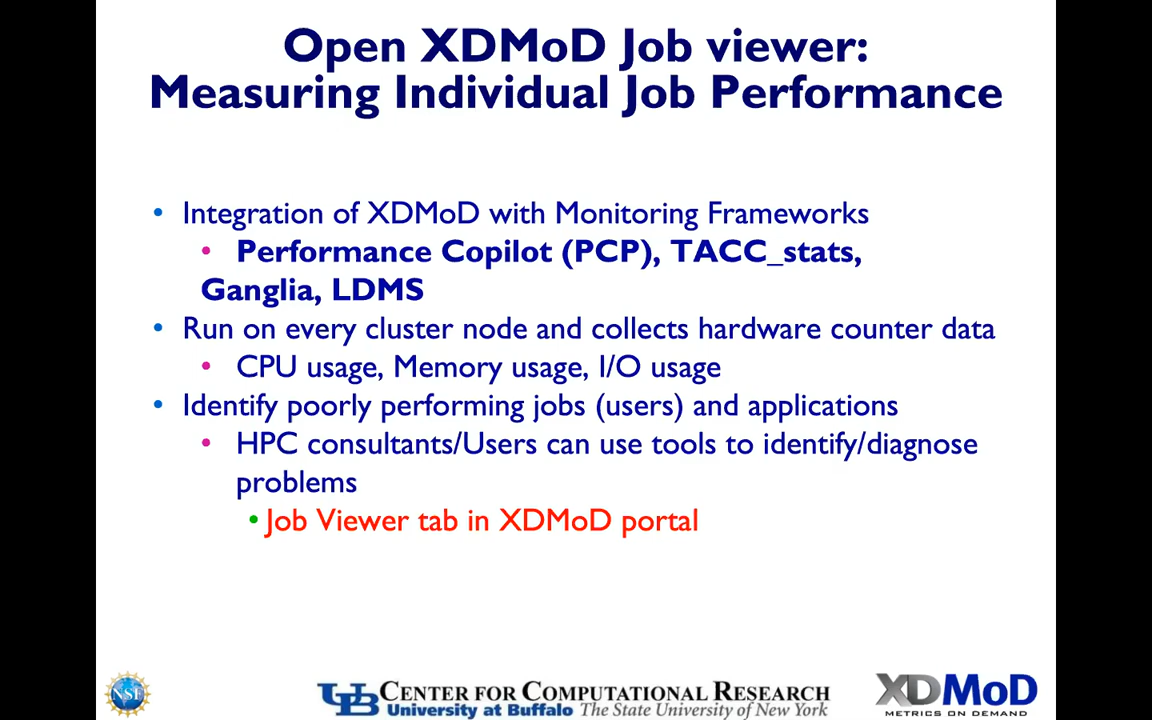 Open XDMoD Job viewer:
Measuring Individual Job Performance
• Integration of XDMoD with Monitoring Frameworks
• Performance Copilot (PCP), TACC_stats,
Ganglia, LDMS
• Run on every cluster node and collects hardware counter data
• CPU usage, Memory usage, I/O usage
• Identify poorly performing jobs (users) and applications
• HPC consultants/Users can use tools to identify/diagnose
problems
• Job Viewer tab in XDMoD portal
NSF
UB CENTER FOR COMPUTATIONAL RESEARCH
University at Buffalo The State University of New York
XDMoD
METRICS ON DEMAND